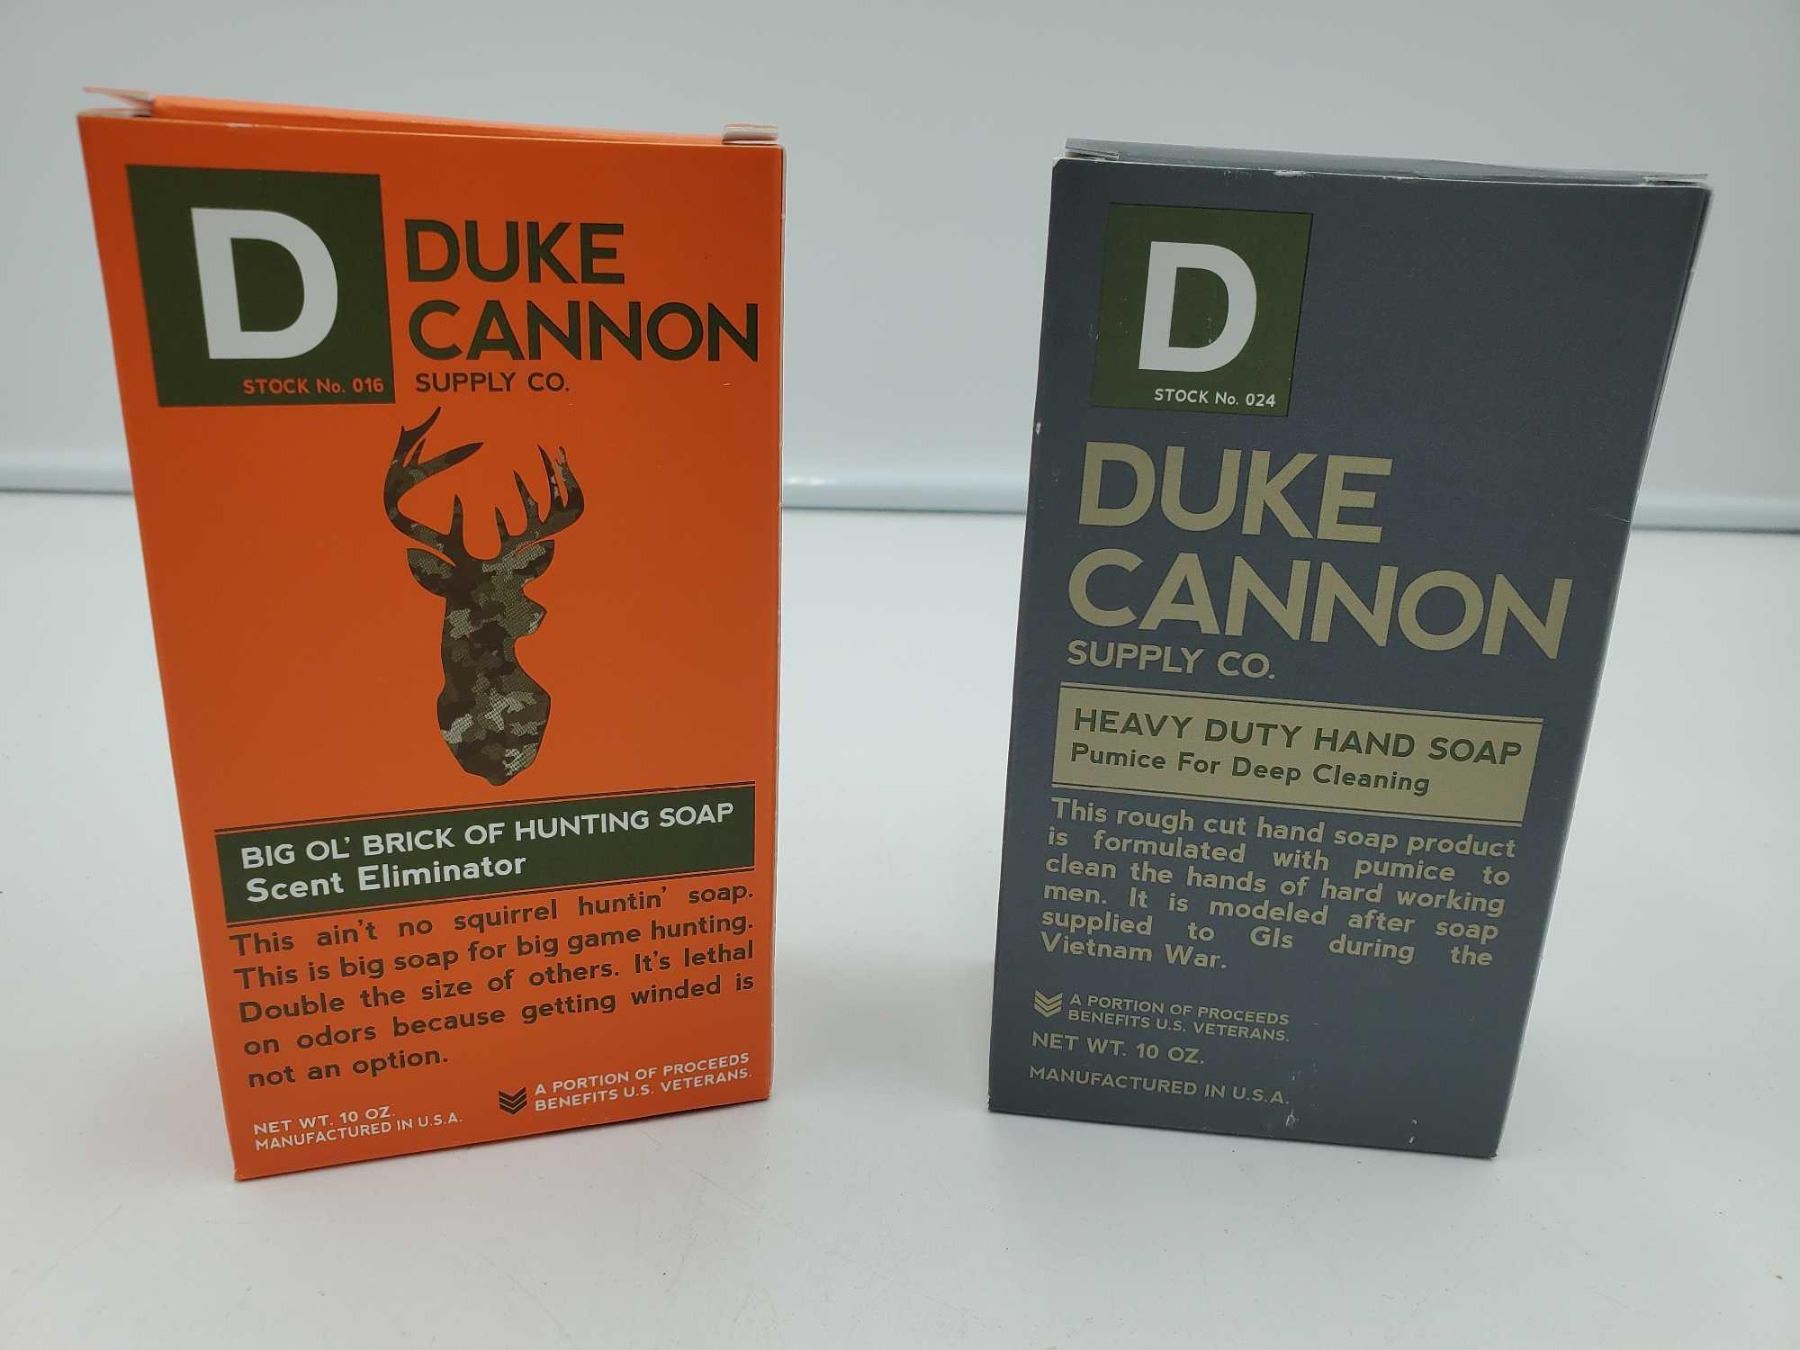 D
STOCK No. 016
DUKE
CANNON
SUPPLY CO.
BIG OL' BRICK OF HUNTING SOAP
Scent Eliminator
This ain't no squirrel huntin' soap.
This is big soap for big game hunting.
Double the size of others. It's lethal
on odors because getting winded is
not an option.
A PORTION OF PROCEEDS
BENEFITS U.S. VETERANS.
NET WT. 10 OZ.
MANUFACTURED IN U.S.A.
D
STOCK No. 024
DUKE
CANNON
SUPPLY CO.
HEAVY DUTY HAND SOAP
Pumice For Deep Cleaning
This rough cut hand soap product
is formulated with pumice to
clean the hands of hard working
men. It is modeled after soap
supplied to GIs during the
Vietnam War.
A PORTION OF PROCEEDS
BENEFITS U.S. VETERANS.
NET WT. 10 OZ.
MANUFACTURED IN U.S.A.